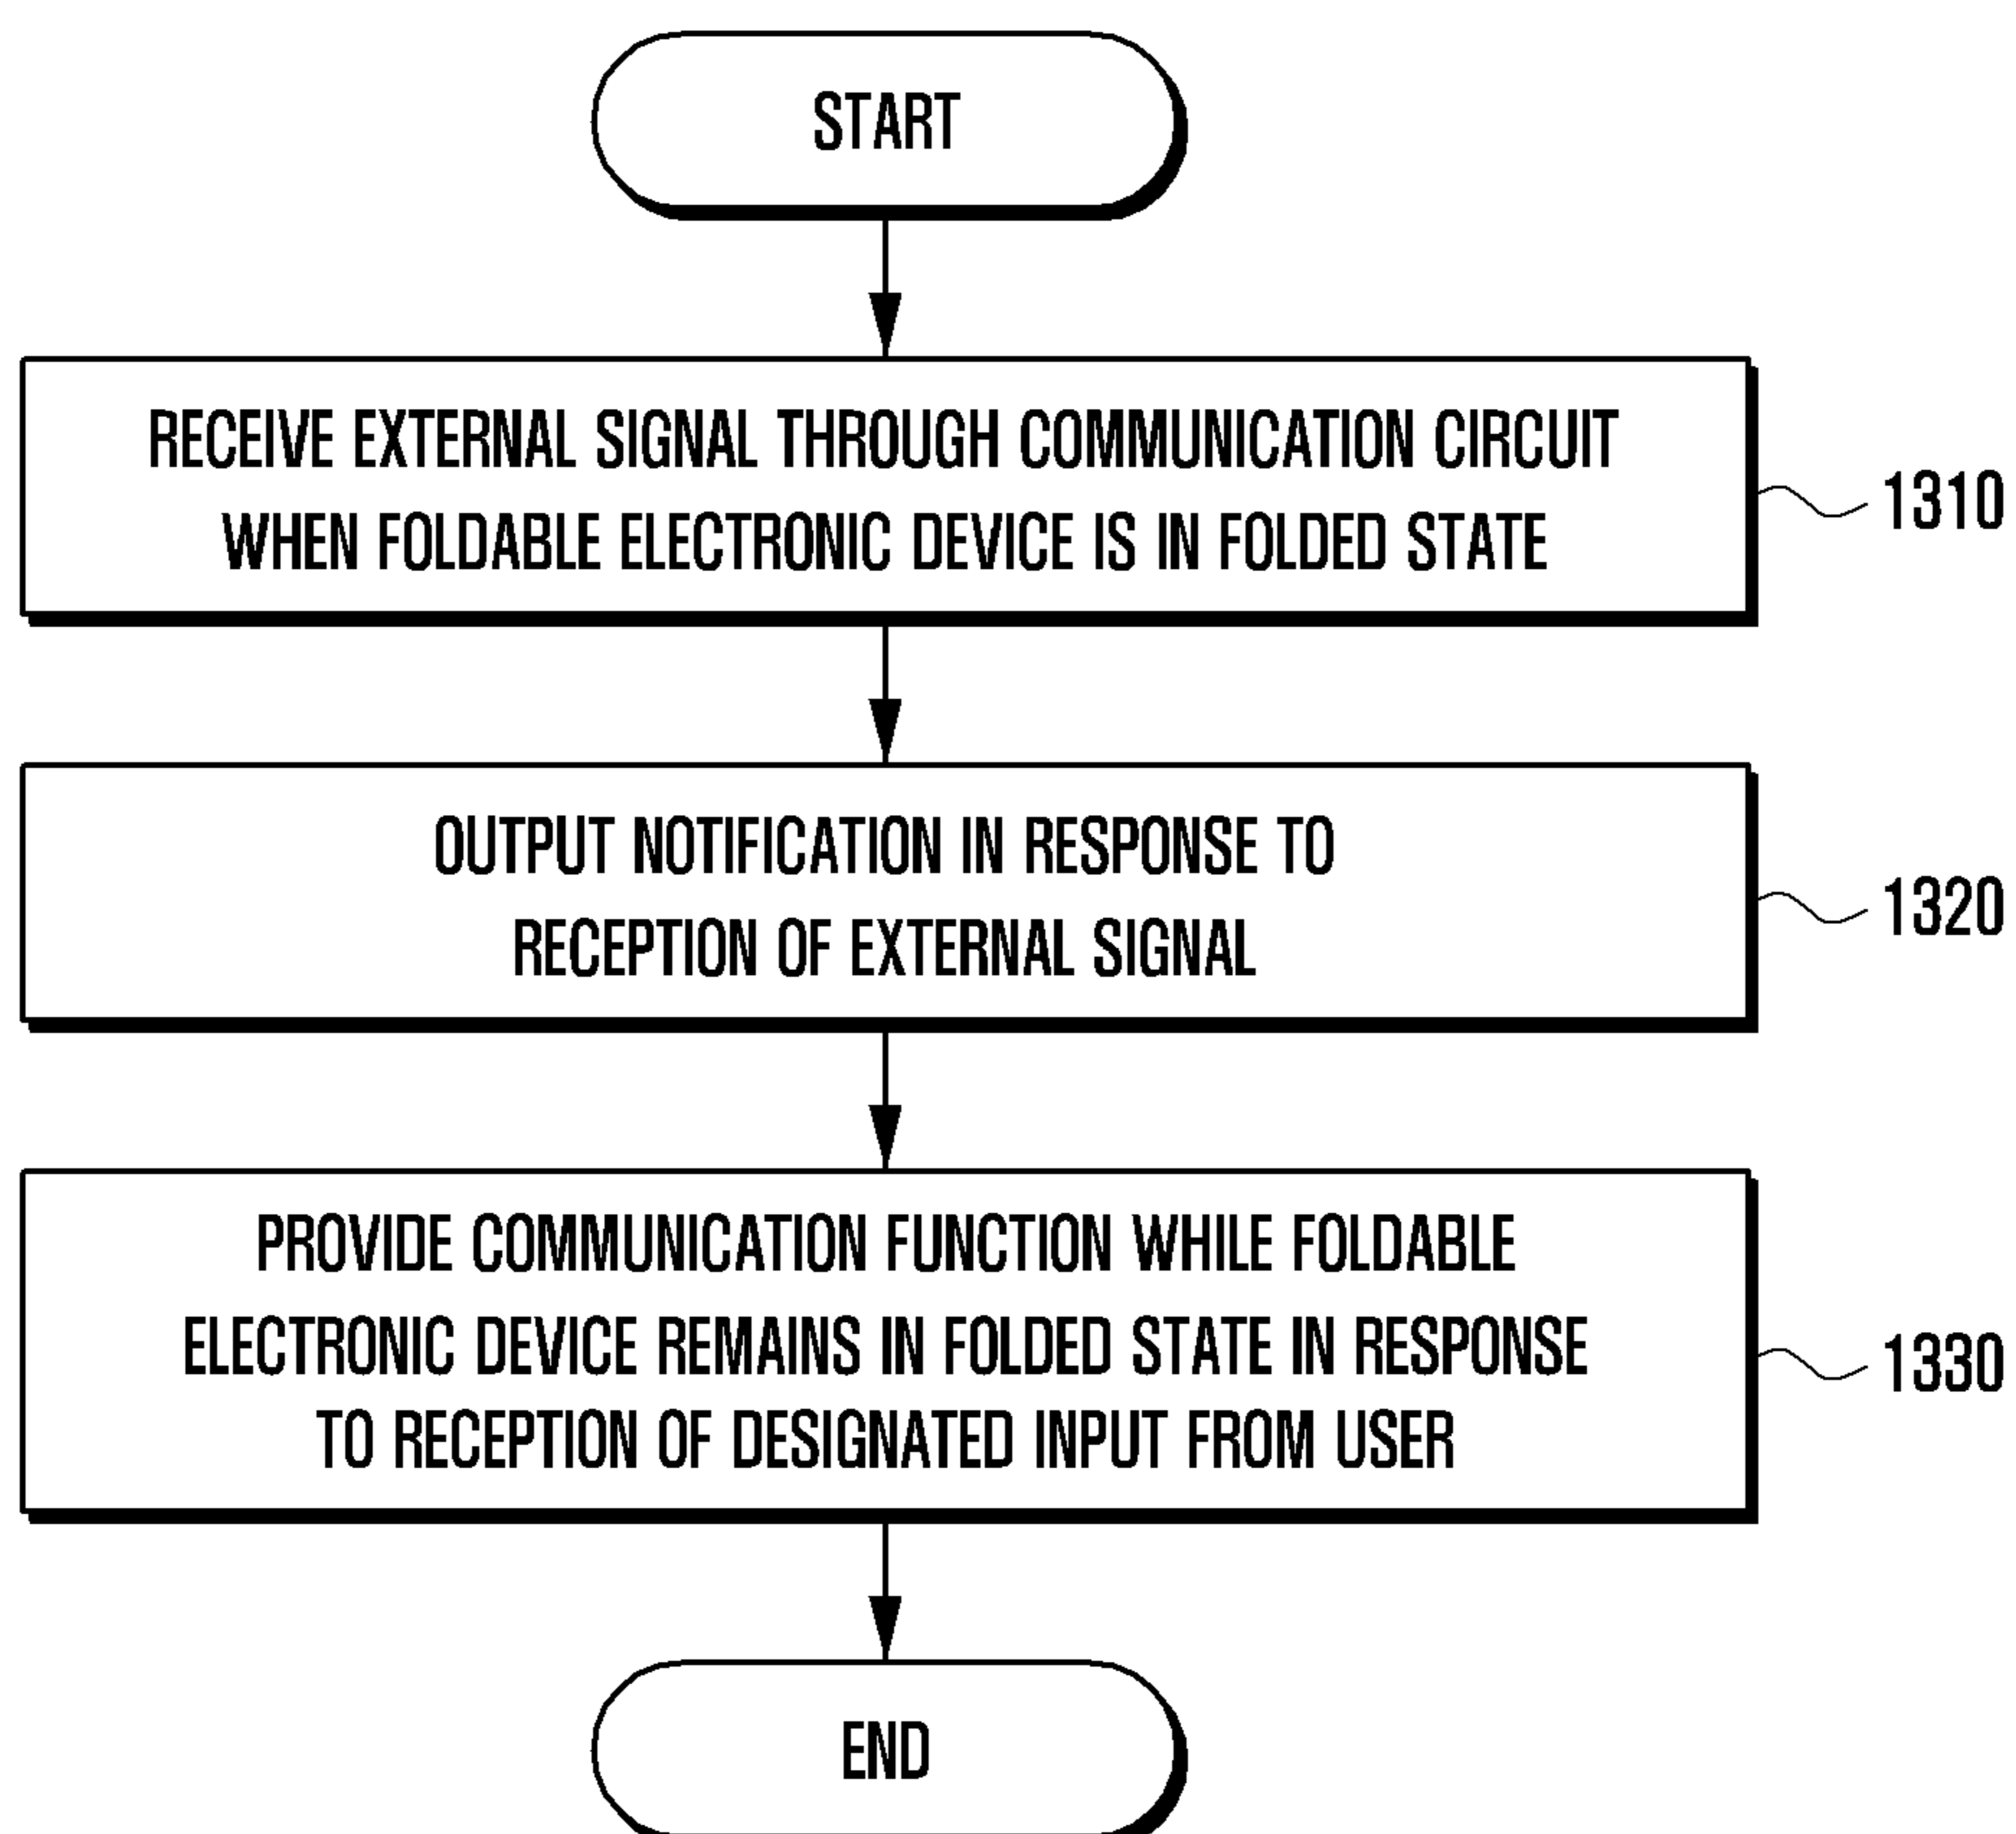 START
RECEIVE EXTERNAL SIGNAL THROUGH COMMUNICATION CIRCUIT
WHEN FOLDABLE ELECTRONIC DEVICE IS IN FOLDED STATE
1310
OUTPUT NOTIFICATION IN RESPONSE TO
RECEPTION OF EXTERNAL SIGNAL
1320
PROVIDE COMMUNICATION FUNCTION WHILE FOLDABLE
ELECTRONIC DEVICE REMAINS IN FOLDED STATE IN RESPONSE
TO RECEPTION OF DESIGNATED INPUT FROM USER
1330
END